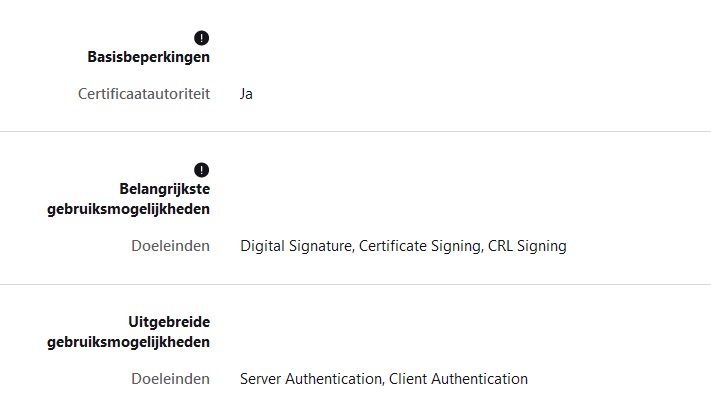 Basisbeperkingen
Certificaatautoriteit Ja
Belangrijkste
gebruiksmogelijkheden
Doeleinden Digital Signature, Certificate Signing, CRL Signing
Uitgebreide
gebruiksmogelijkheden
Doeleinden Server Authentication, Client Authentication